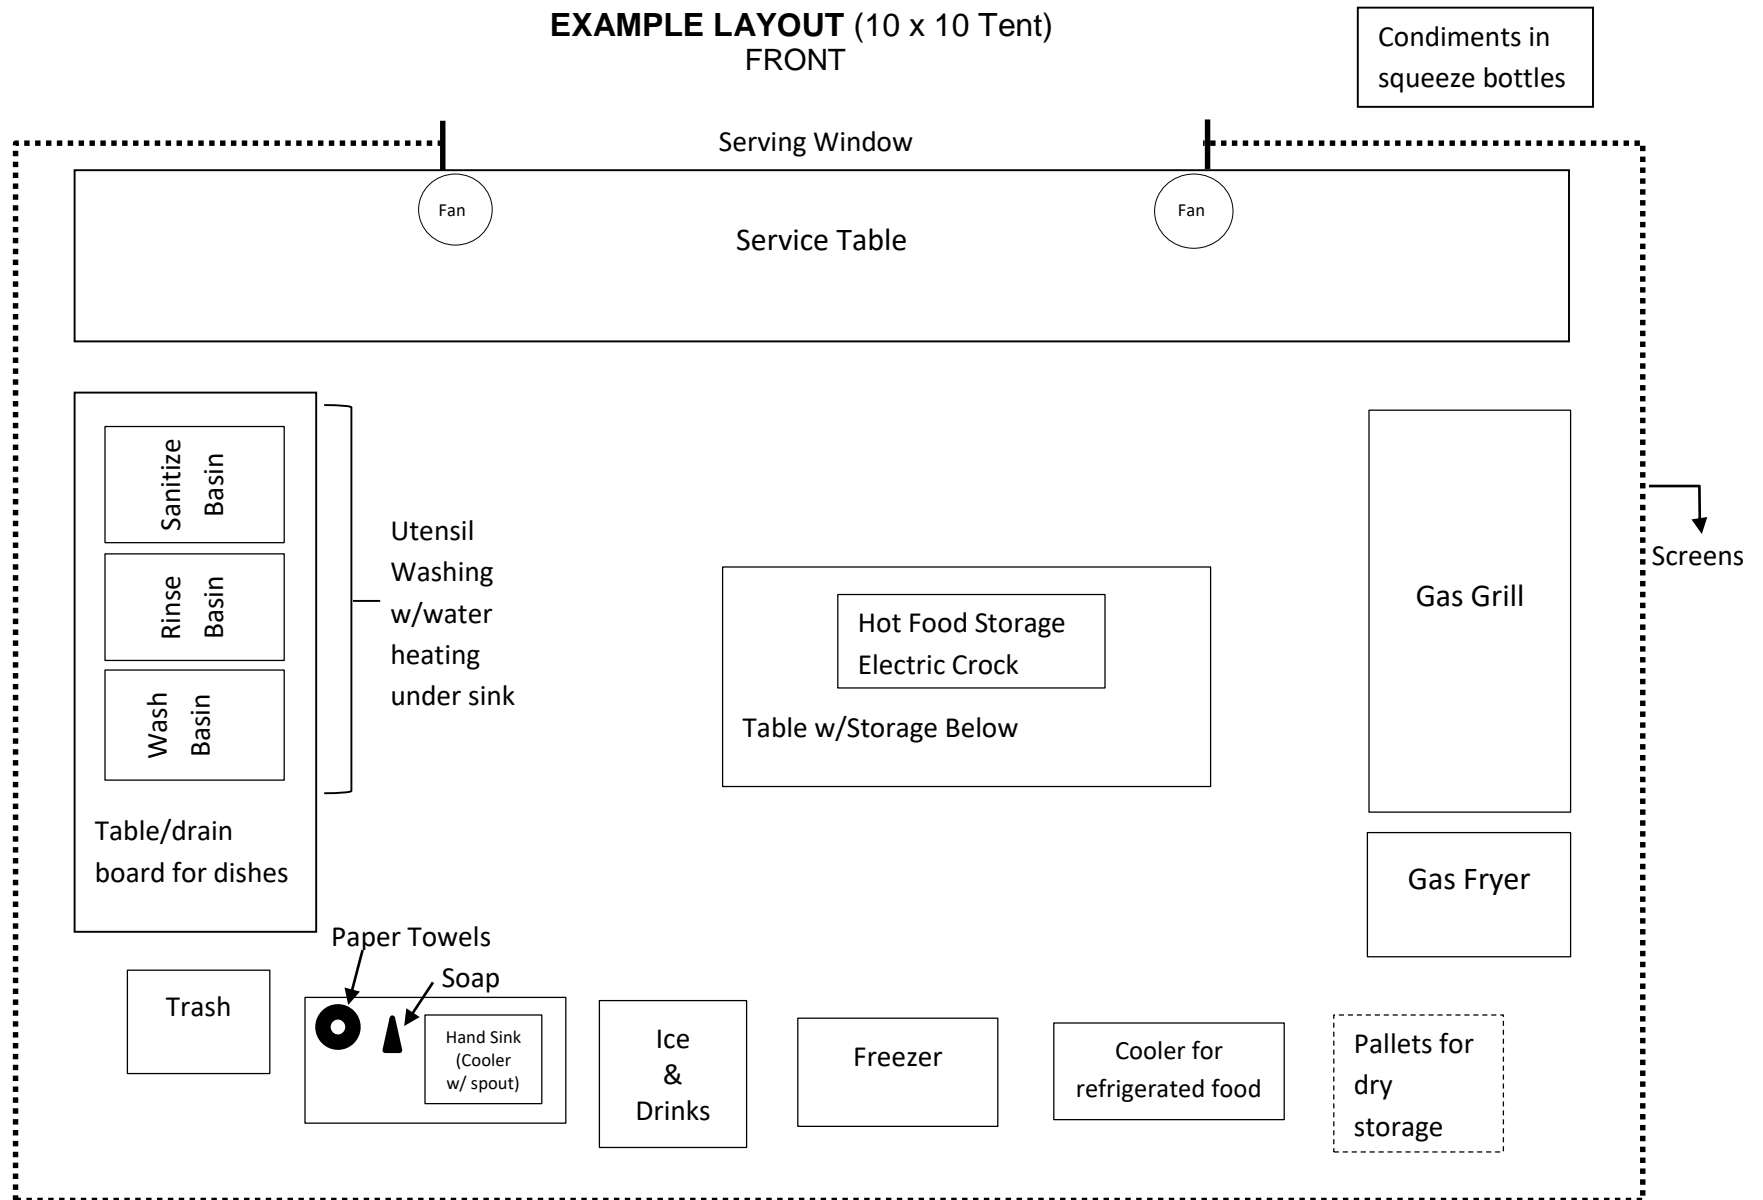 EXAMPLE LAYOUT (10 x 10 Tent)
FRONT
Condiments in
squeeze bottles
Serving Window
Fan
Fan
Service Table
Sanitize
Basin
Rinse
Basin
Wash
Basin
Utensil
Washing
w/water
heating
under sink
Table/drain
board for dishes
Hot Food Storage
Electric Crock
Table w/Storage Below
Gas Grill
Screens
Gas Fryer
Paper Towels
Soap
Trash
Hand Sink
(Cooler
w/ spout)
Ice
&
Drinks
Freezer
Cooler for
refrigerated food
Pallets for
dry
storage